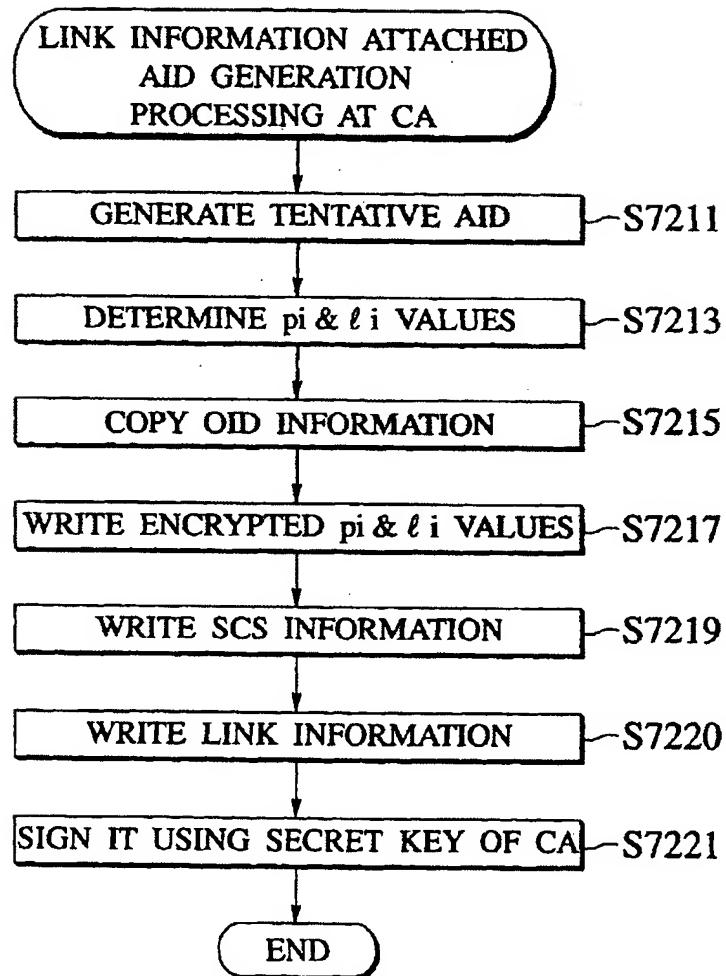 LINK INFORMATION ATTACHED
AID GENERATION
PROCESSING AT CA
GENERATE TENTATIVE AID S7211
DETERMINE pi & ℓ i VALUES S7213
COPY OID INFORMATION S7215
WRITE ENCRYPTED pi & ℓ i VALUES S7217
WRITE SCS INFORMATION S7219
WRITE LINK INFORMATION S7220
SIGN IT USING SECRET KEY OF CA S7221
END